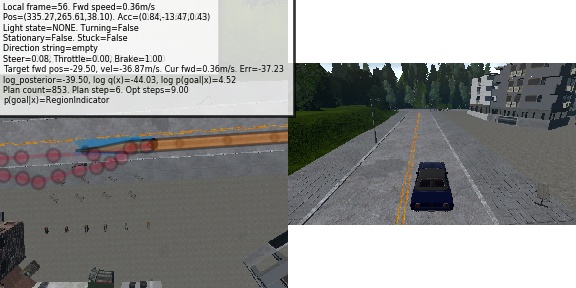 Local frame=56. Fwd speed=0.36m/s
Pos=(335.27,265.61,38.10). Acc=(0.84,-13.47,0.43)
Light state=NONE. Turning=False
Stationary=False. Stuck=False
Direction string=empty
Steer=0.08, Throttle=0.00, Brake=1.00
Target fwd pos=-29.50, vel=-36.87m/s. Cur fwd=0.36m/s. Err=-37.23
log_posterior=-39.50, log q(x)=-44.03, log p(goal|x)=4.52
Plan count=853. Plan step=6. Opt steps=9.00
p(goal|x)=RegionIndicator